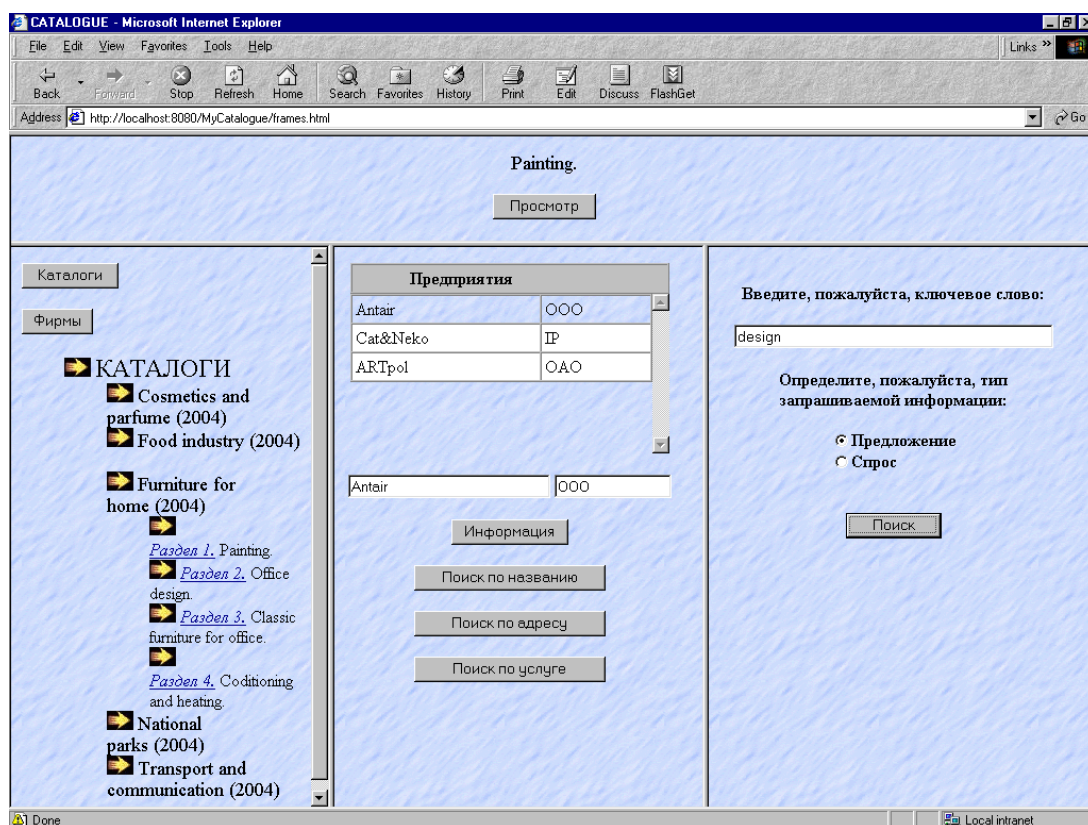 CATALOGUE - Microsoft Internet Explorer
File Edit View Favorites Tools Help
Links »
Back Forward Stop Refresh Home Search Favorites History Print Edit Discuss FlashGet
Address http://localhost:8080/MyCatalogue/frames.html Go
Painting.
Просмотр
Каталоги
Фирмы
КАТАЛОГИ
Cosmetics and
parfume (2004)
Food industry (2004)
Furniture for
home (2004)
Раздел 1. Painting.
Раздел 2. Office
design.
Раздел 3. Classic
furniture for office.
Раздел 4. Coditioning
and heating.
National
parks (2004)
Transport and
communication (2004)
Предприятия
Antair ООО
Cat&Neko IP
ARTpol ОАО
Antair ООО
Информация
Поиск по названию
Поиск по адресу
Поиск по услуге
Введите, пожалуйста, ключевое слово:
design
Определите, пожалуйста, тип
запрашиваемой информации:
Предложение
Спрос
Поиск
Done
Local intranet